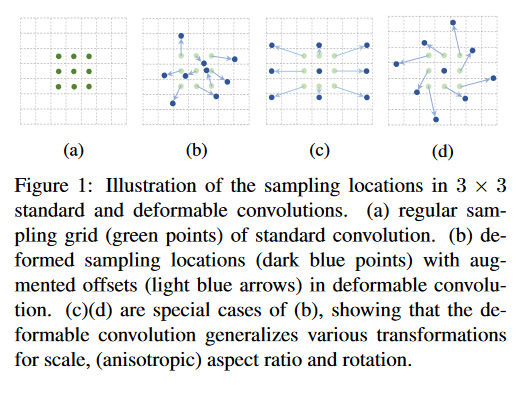 (a) (b) (c) (d)
Figure 1: Illustration of the sampling locations in 3 × 3
standard and deformable convolutions. (a) regular sam-
pling grid (green points) of standard convolution. (b) de-
formed sampling locations (dark blue points) with aug-
mented offsets (light blue arrows) in deformable convolu-
tion. (c)(d) are special cases of (b), showing that the de-
formable convolution generalizes various transformations
for scale, (anisotropic) aspect ratio and rotation.